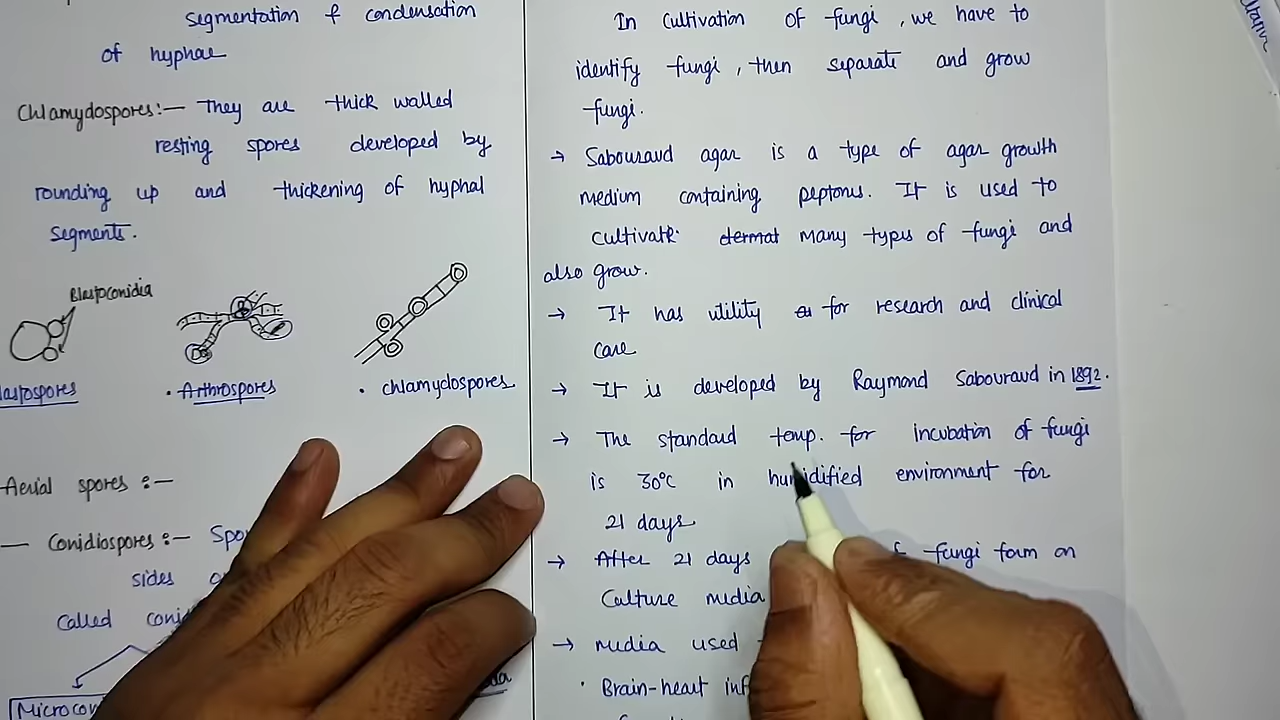 segmentation & condensation
of hyphae
Chlamydospores:- They are thick walled
resting spores developed by
rounding up and thickening of hyphal
segments.
Blastoconidia
• Arthrospores
• chlamydospores
Aerial spores :-
— Conidiospores :-
sides
called
In Cultivation of fungi, we have to
identify fungi, then separate and grow
fungi.
→ Sabouraud agar is a type of agar growth
medium containing peptones. It is used to
cultivate many types of fungi and
also grow.
→ It has utility for research and clinical
care
→ It is developed by Raymond Sabouraud in 1892.
→ The standard temp. for incubation of fungi
is 30°C in humidified environment for
21 days
→ After 21 days fungi form on
Culture media
→ media used
• Brain-heart